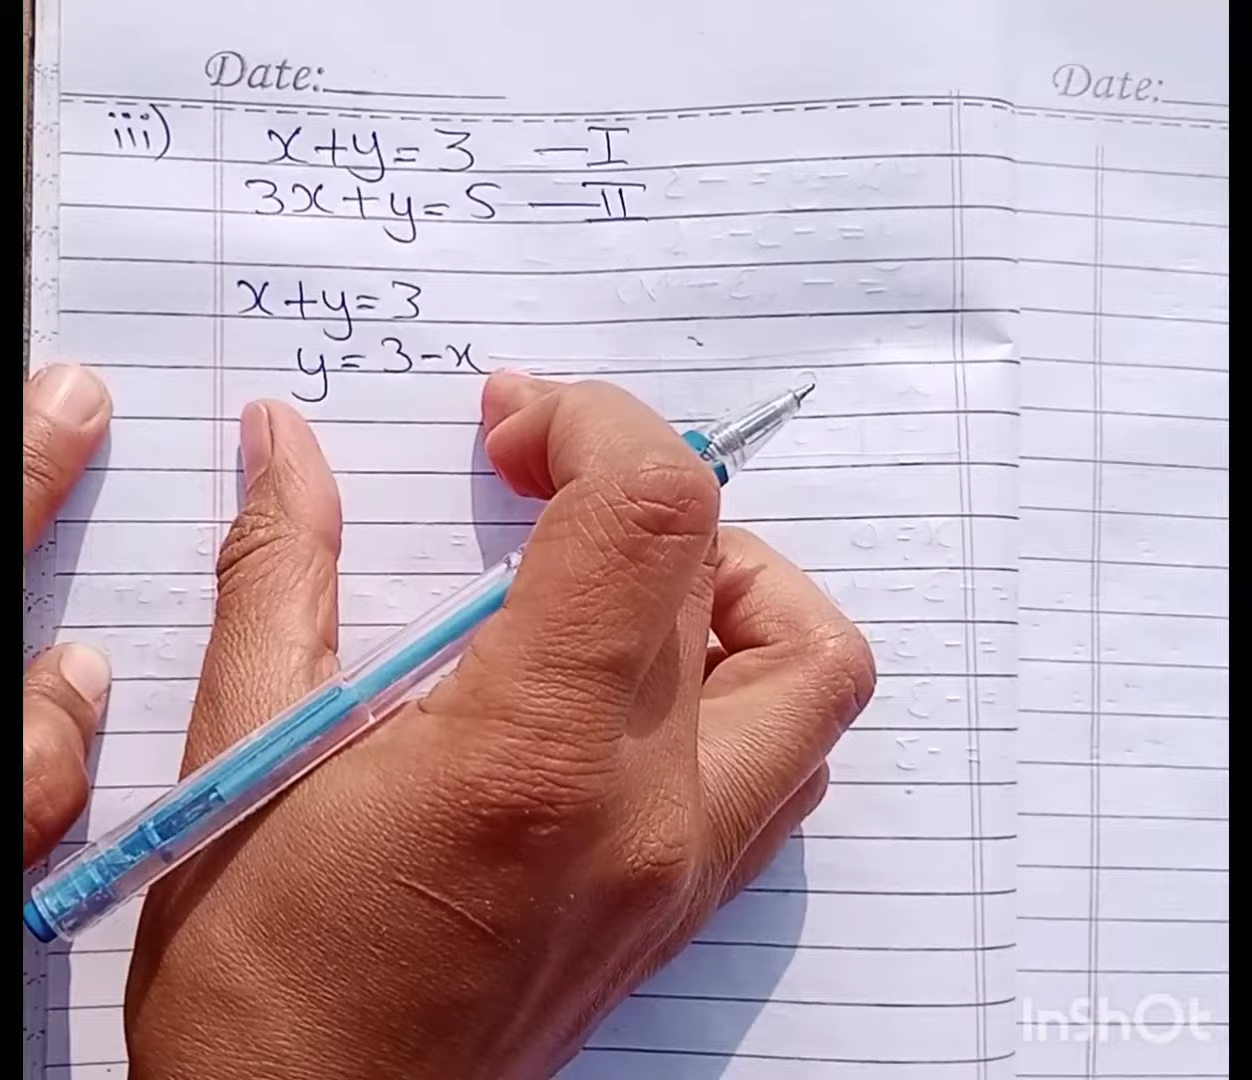 Date:
Date:
iii) x+y=3 —I
3x+y=5 —II
x+y=3
y=3-x
InShOt